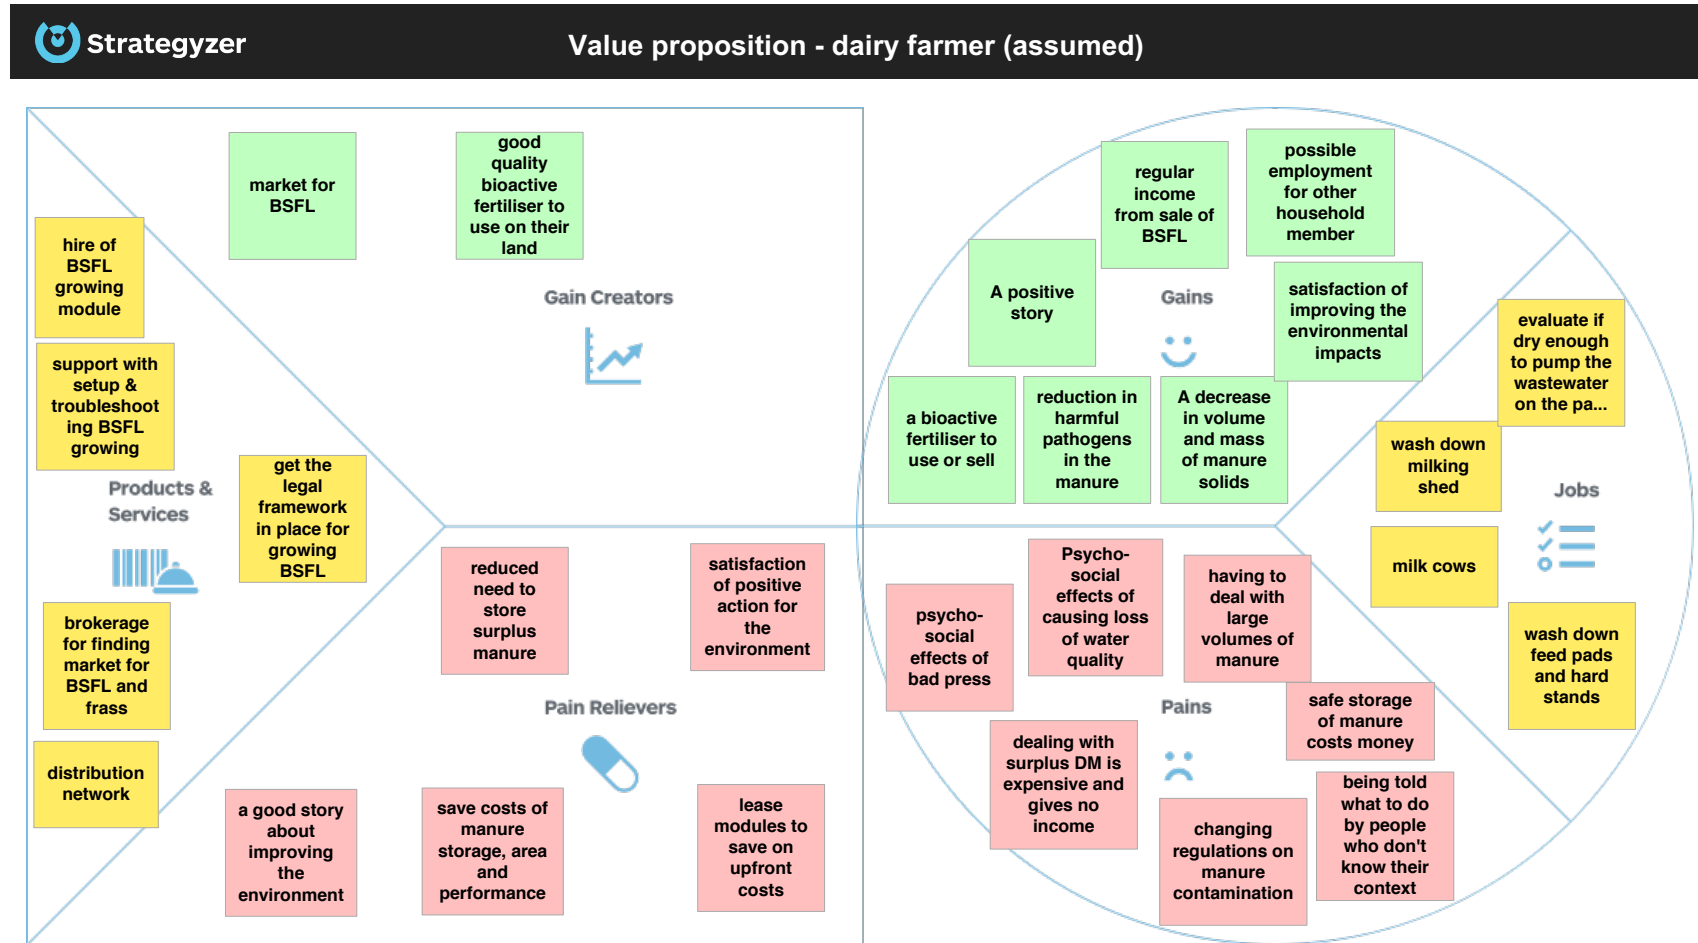 Strategyzer
Value proposition - dairy farmer (assumed)
market for
BSFL
good
quality
bioactive
fertiliser to
use on their
land
Gain Creators
hire of
BSFL
growing
module
support with
setup &
troubleshoot
ing BSFL
growing
Products &
Services
get the
legal
framework
in place for
growing
BSFL
brokerage
for finding
market for
BSFL and
frass
distribution
network
reduced
need to
store
surplus
manure
satisfaction
of positive
action for
the
environment
Pain Relievers
a good story
about
improving
the
environment
save costs of
manure
storage, area
and
performance
lease
modules to
save on
upfront
costs
regular
income
from sale of
BSFL
possible
employment
for other
household
member
A positive
story
Gains
satisfaction of
improving the
environmental
impacts
a bioactive
fertiliser to
use or sell
reduction in
harmful
pathogens
in the
manure
A decrease
in volume
and mass
of manure
solids
evaluate if
dry enough
to pump the
wastewater
on the pa...
wash down
milking
shed
Jobs
milk cows
wash down
feed pads
and hard
stands
psycho-
social
effects of
bad press
Psycho-
social
effects of
causing loss
of water
quality
having to
deal with
large
volumes of
manure
Pains
safe storage
of manure
costs money
dealing with
surplus DM is
expensive and
gives no
income
changing
regulations on
manure
contamination
being told
what to do
by people
who don't
know their
context